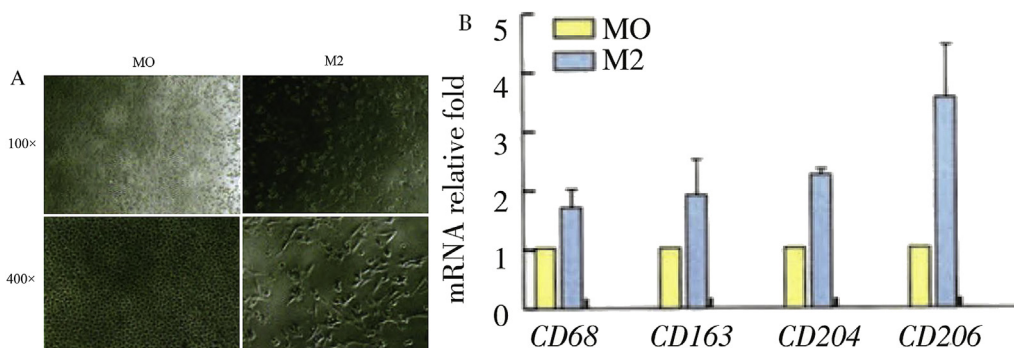 A
MO
M2
100×
400×
B
MO
M2
mRNA relative fold
5
4
3
2
1
0
CD68
CD163
CD204
CD206